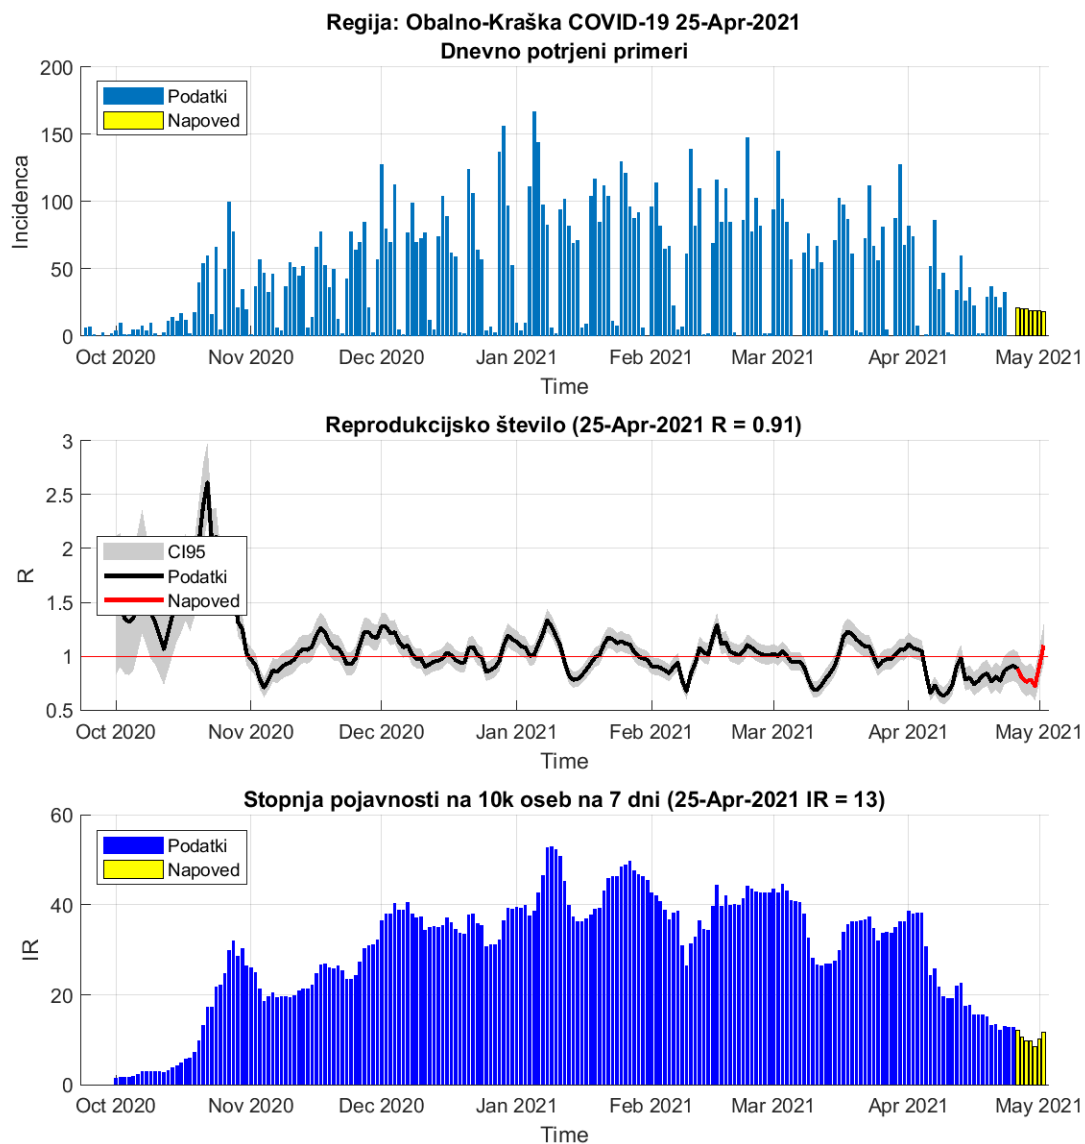 Regija: Obalno-Kraška COVID-19 25-Apr-2021
Dnevno potrjeni primeri
200
150
100
50
0
Incidenca
Podatki
Napoved
Oct 2020 Nov 2020 Dec 2020 Jan 2021 Feb 2021 Mar 2021 Apr 2021 May 2021
Time
Reprodukcijsko število (25-Apr-2021 R = 0.91)
3
2.5
2
1.5
1
0.5
R
CI95
Podatki
Napoved
Oct 2020 Nov 2020 Dec 2020 Jan 2021 Feb 2021 Mar 2021 Apr 2021 May 2021
Time
Stopnja pojavnosti na 10k oseb na 7 dni (25-Apr-2021 IR = 13)
60
40
20
0
IR
Podatki
Napoved
Oct 2020 Nov 2020 Dec 2020 Jan 2021 Feb 2021 Mar 2021 Apr 2021 May 2021
Time